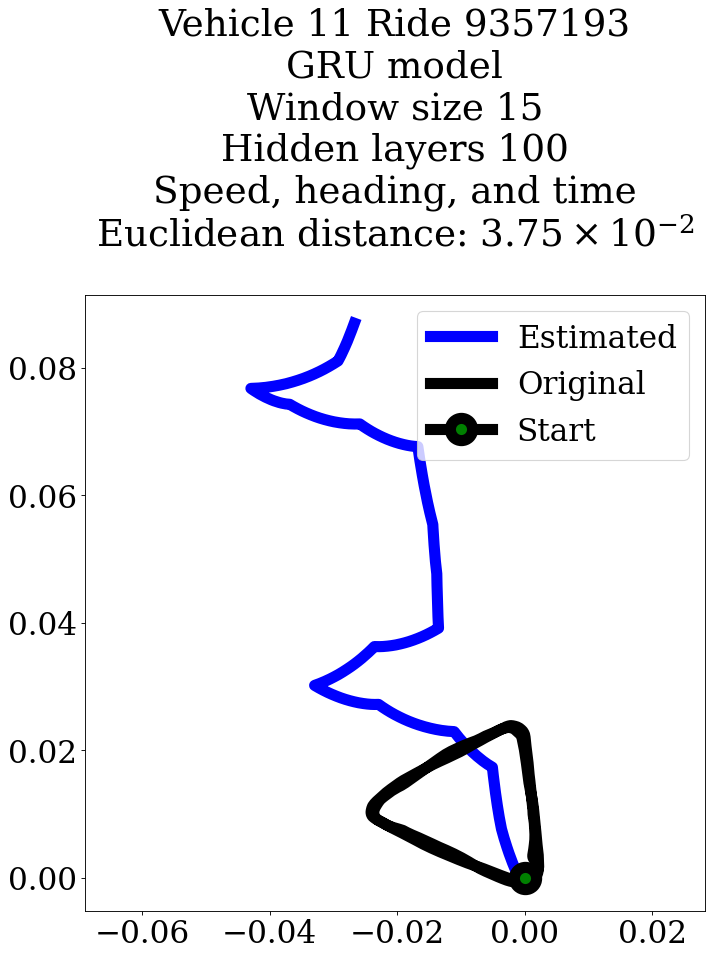 Vehicle 11 Ride 9357193
GRU model
Window size 15
Hidden layers 100
Speed, heading, and time
Euclidean distance: 3.75 × 10⁻²
Estimated
Original
Start
0.08
0.06
0.04
0.02
0.00
−0.06 −0.04 −0.02 0.00 0.02